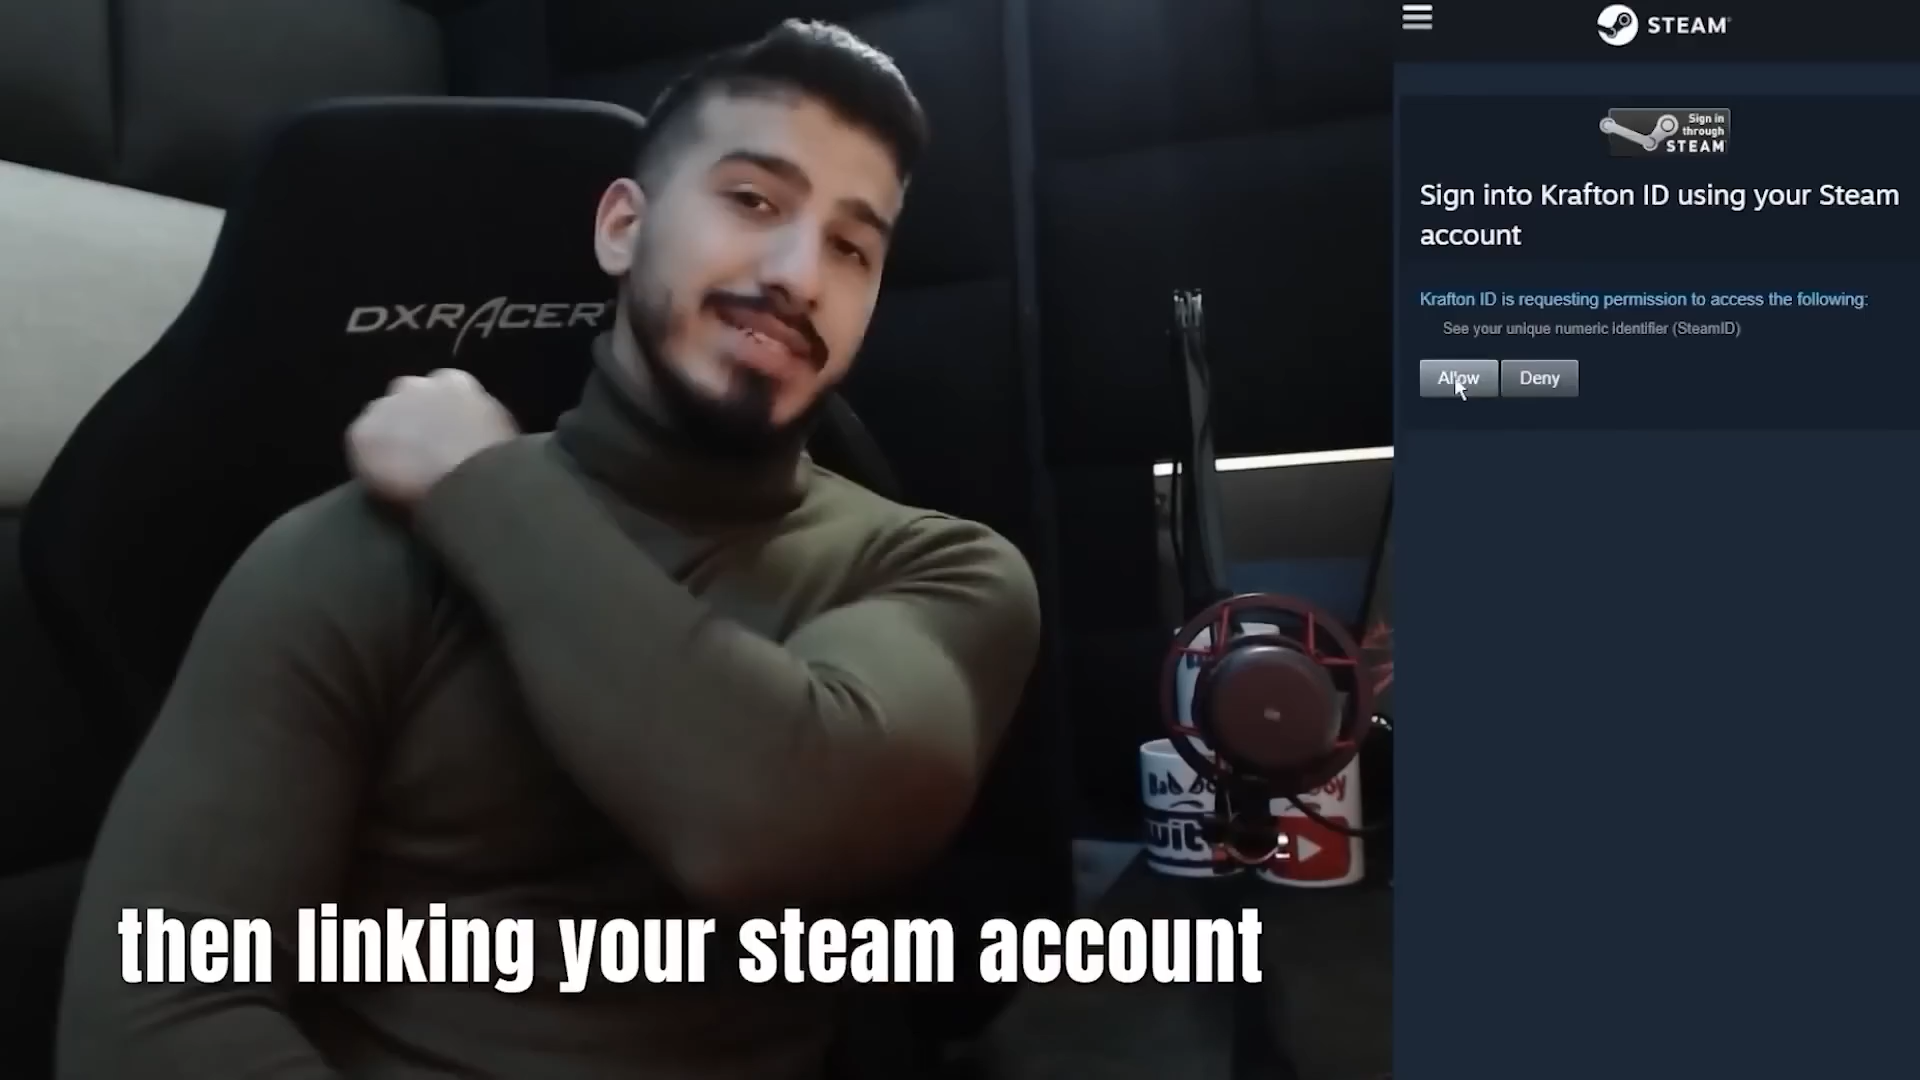 STEAM
Sign in
through
STEAM
Sign into Krafton ID using your Steam
account
Krafton ID is requesting permission to access the following:
See your unique numeric identifier (SteamID)
Allow Deny
DXRACER
then linking your steam account